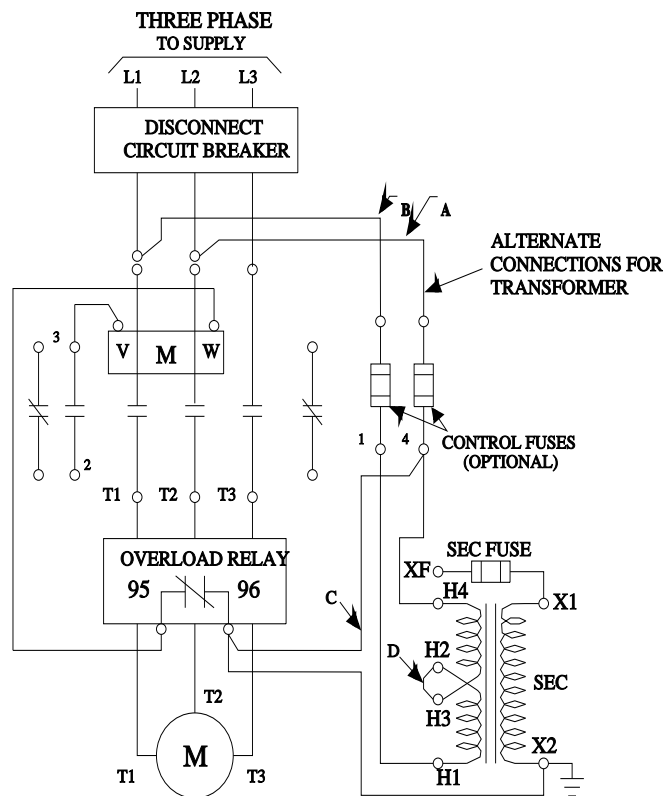 THREE PHASE
TO SUPPLY
L1 L2 L3
DISCONNECT
CIRCUIT BREAKER
B A
ALTERNATE
CONNECTIONS FOR
TRANSFORMER
3
V M W
2
1 4
CONTROL FUSES
(OPTIONAL)
T1 T2 T3
OVERLOAD RELAY
95 96
SEC FUSE
XF
H4 X1
C
D H2
SEC
H3
T2
M
X2
T1 T3
H1